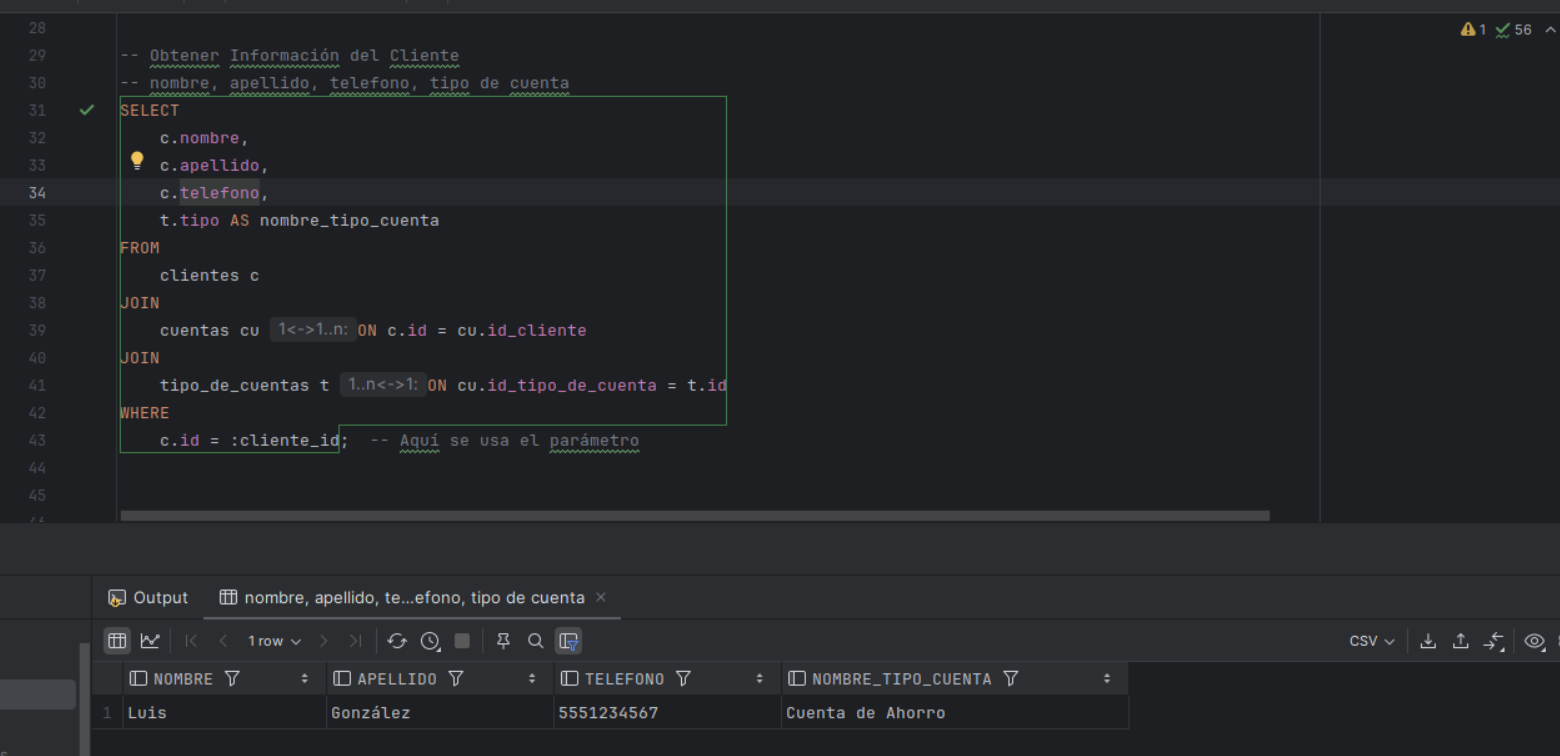 28
1 56
29 -- Obtener Información del Cliente
30 -- nombre, apellido, telefono, tipo de cuenta
31 SELECT
32 c.nombre,
33 c.apellido,
34 c.telefono,
35 t.tipo AS nombre_tipo_cuenta
36 FROM
37 clientes c
38 JOIN
39 cuentas cu 1<->1..n: ON c.id = cu.id_cliente
40 JOIN
41 tipo_de_cuentas t 1..n<->1: ON cu.id_tipo_de_cuenta = t.id
42 WHERE
43 c.id = :cliente_id; -- Aquí se usa el parámetro
44
45
Output nombre, apellido, te...efono, tipo de cuenta
1 row CSV
NOMBRE APELLIDO TELEFONO NOMBRE_TIPO_CUENTA
1 Luis González 5551234567 Cuenta de Ahorro